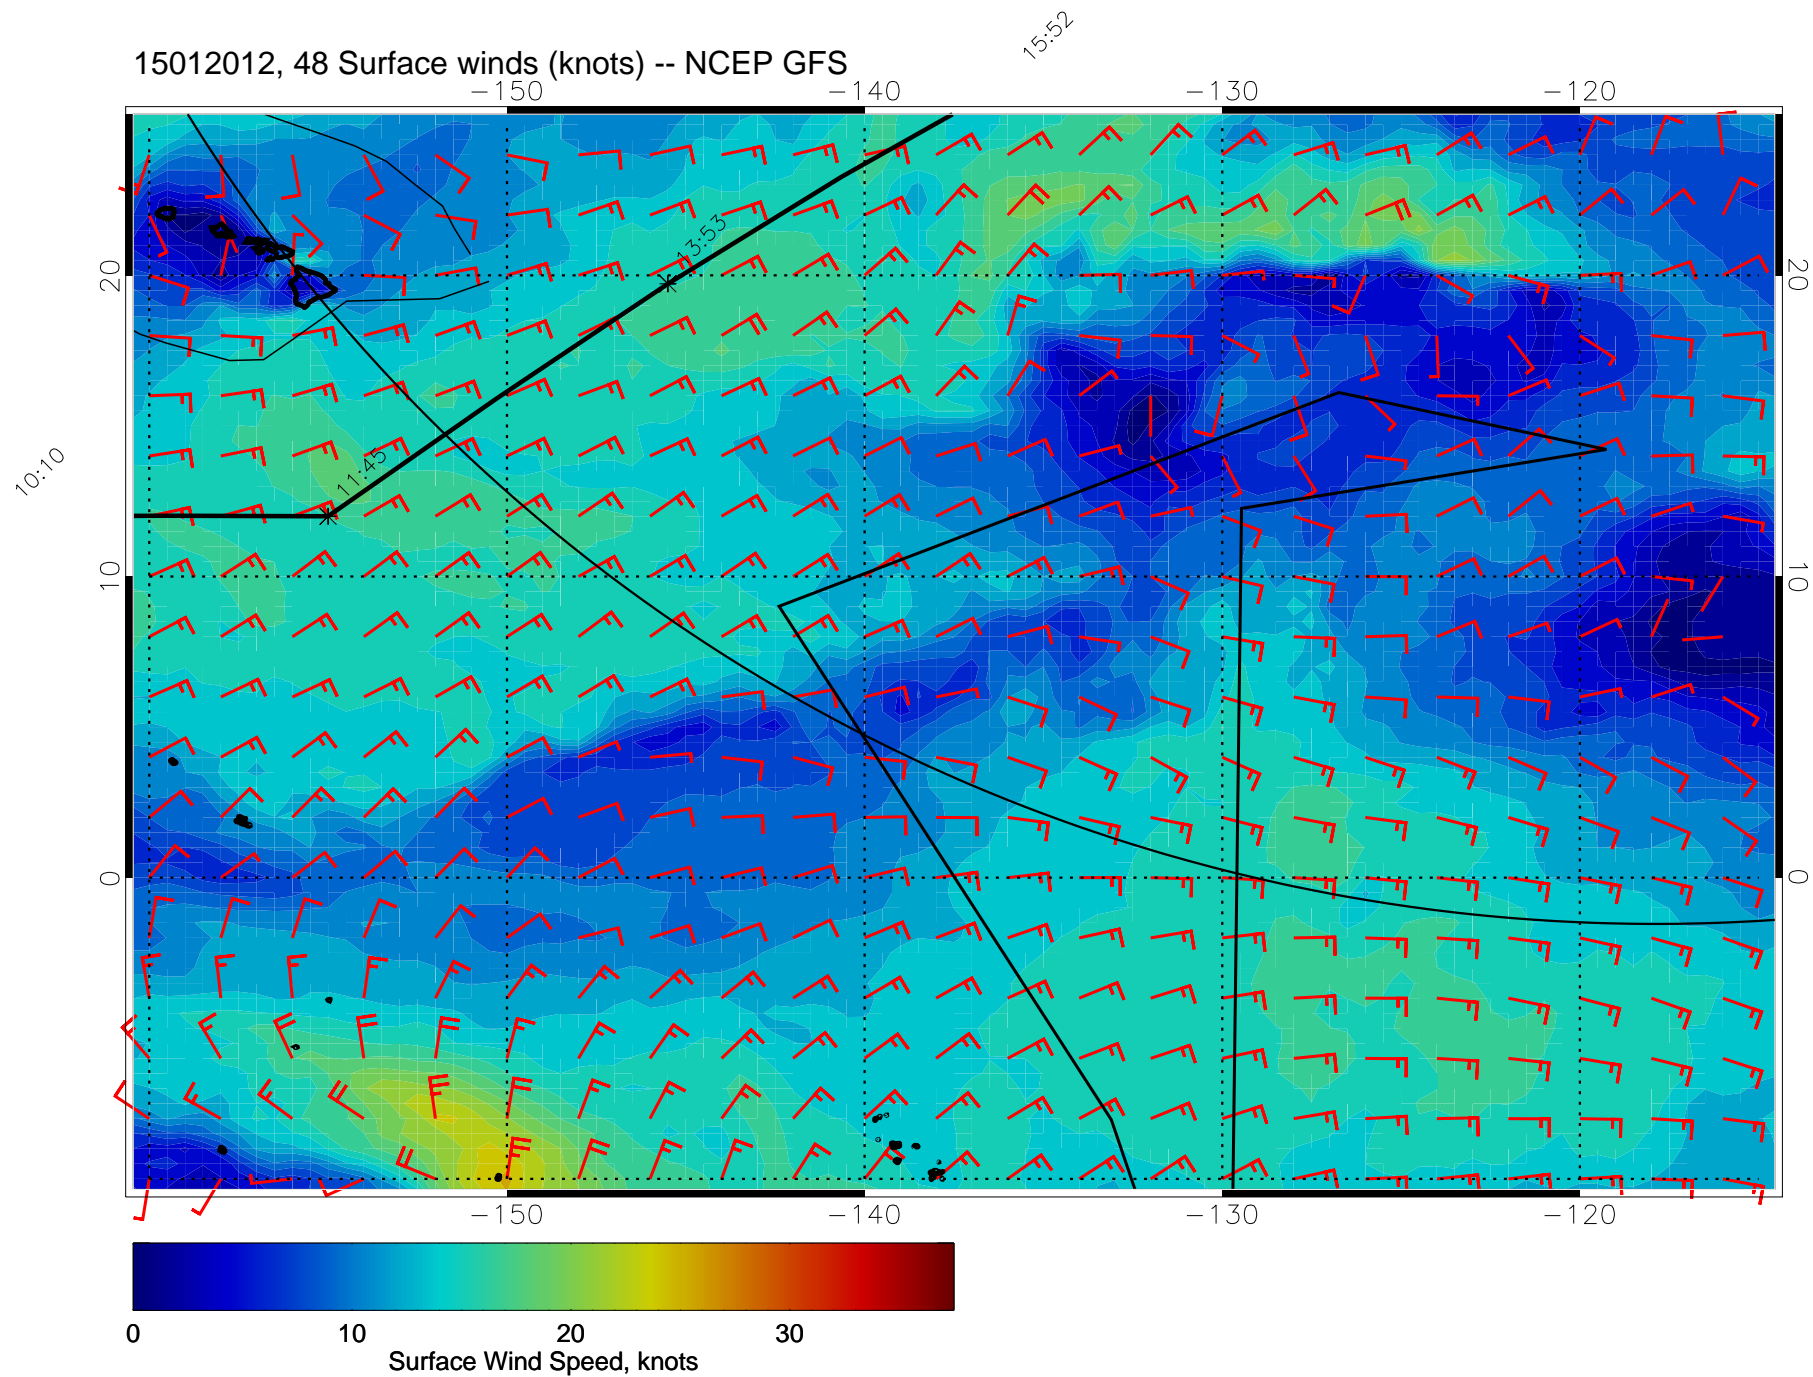 15:52
15012012, 48 Surface winds (knots) -- NCEP GFS
-150 -140 -130 -120
13:53
20 20
11:45
10:10
10 10
0 0
-150 -140 -130 -120
0 10 20 30
Surface Wind Speed, knots